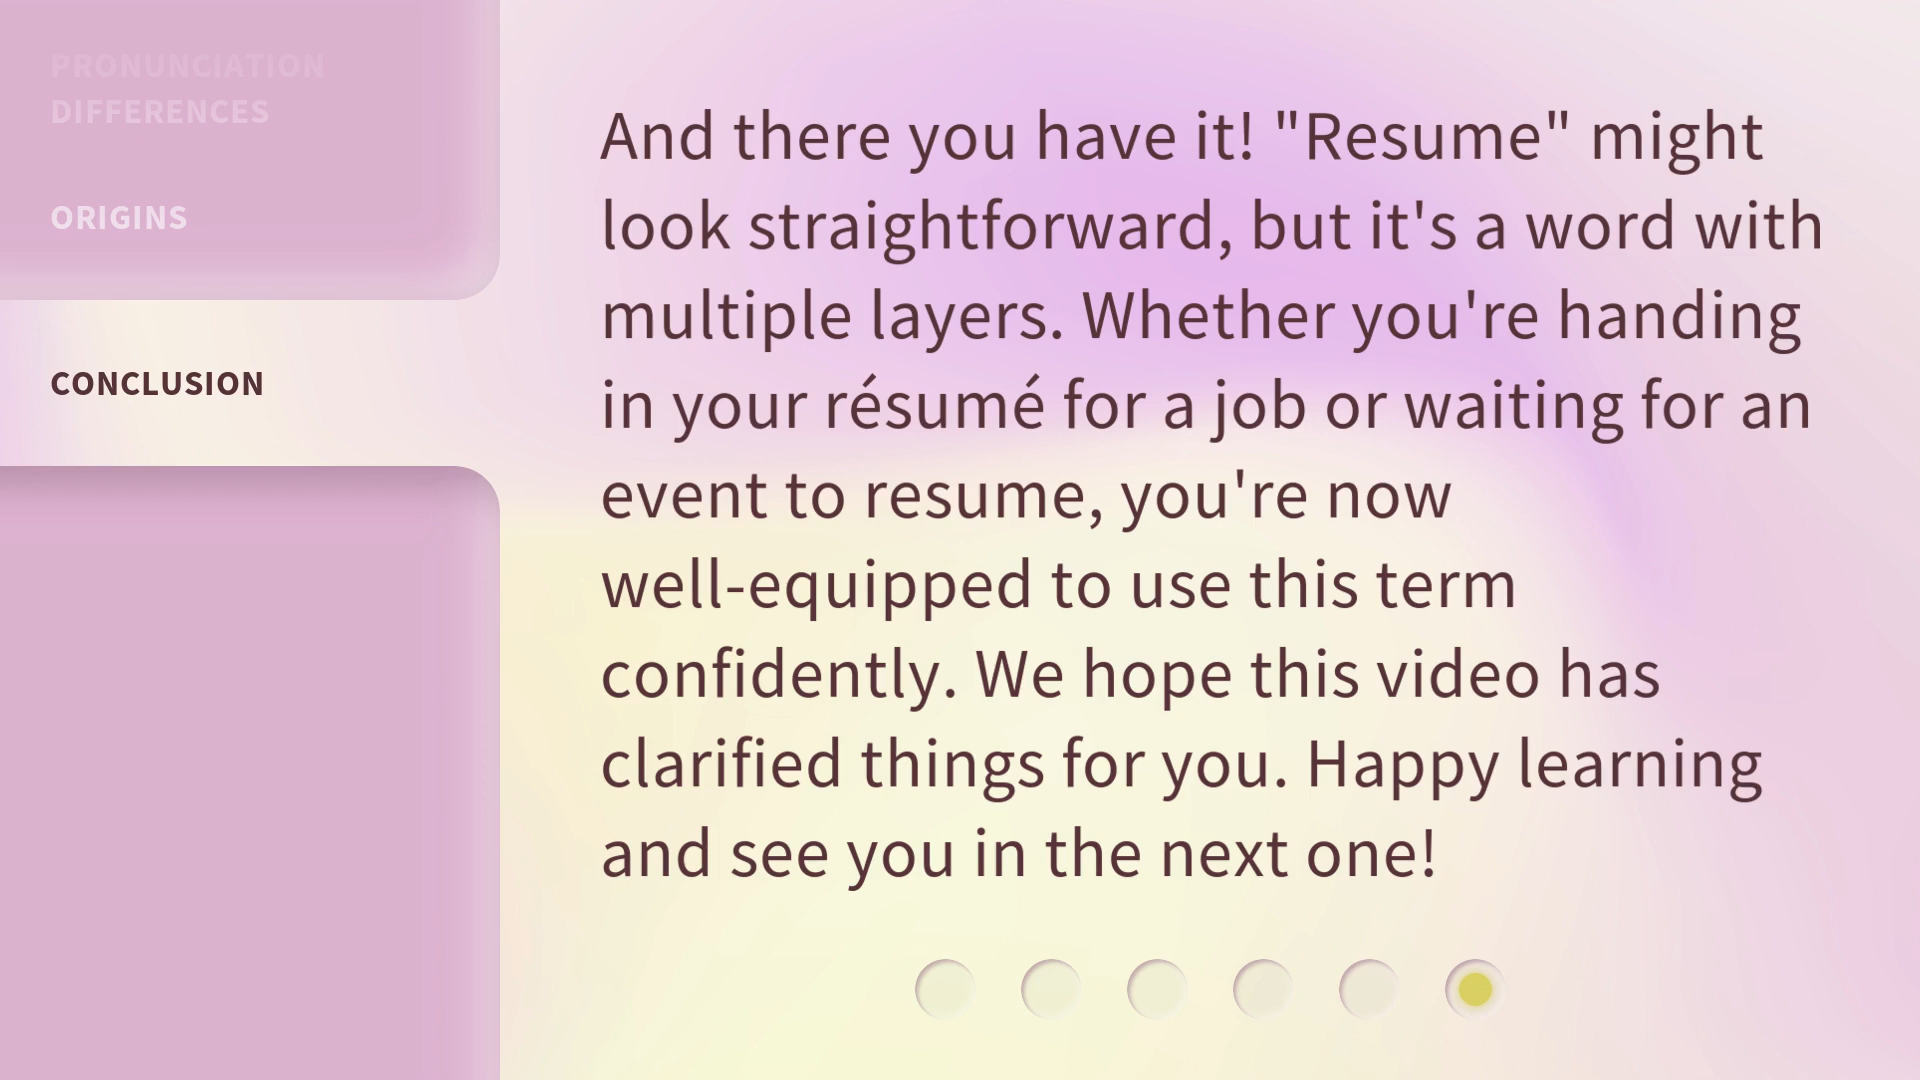 PRONUNCIATION
DIFFERENCES
ORIGINS
CONCLUSION
And there you have it! "Resume" might
look straightforward, but it's a word with
multiple layers. Whether you're handing
in your résumé for a job or waiting for an
event to resume, you're now
well-equipped to use this term
confidently. We hope this video has
clarified things for you. Happy learning
and see you in the next one!